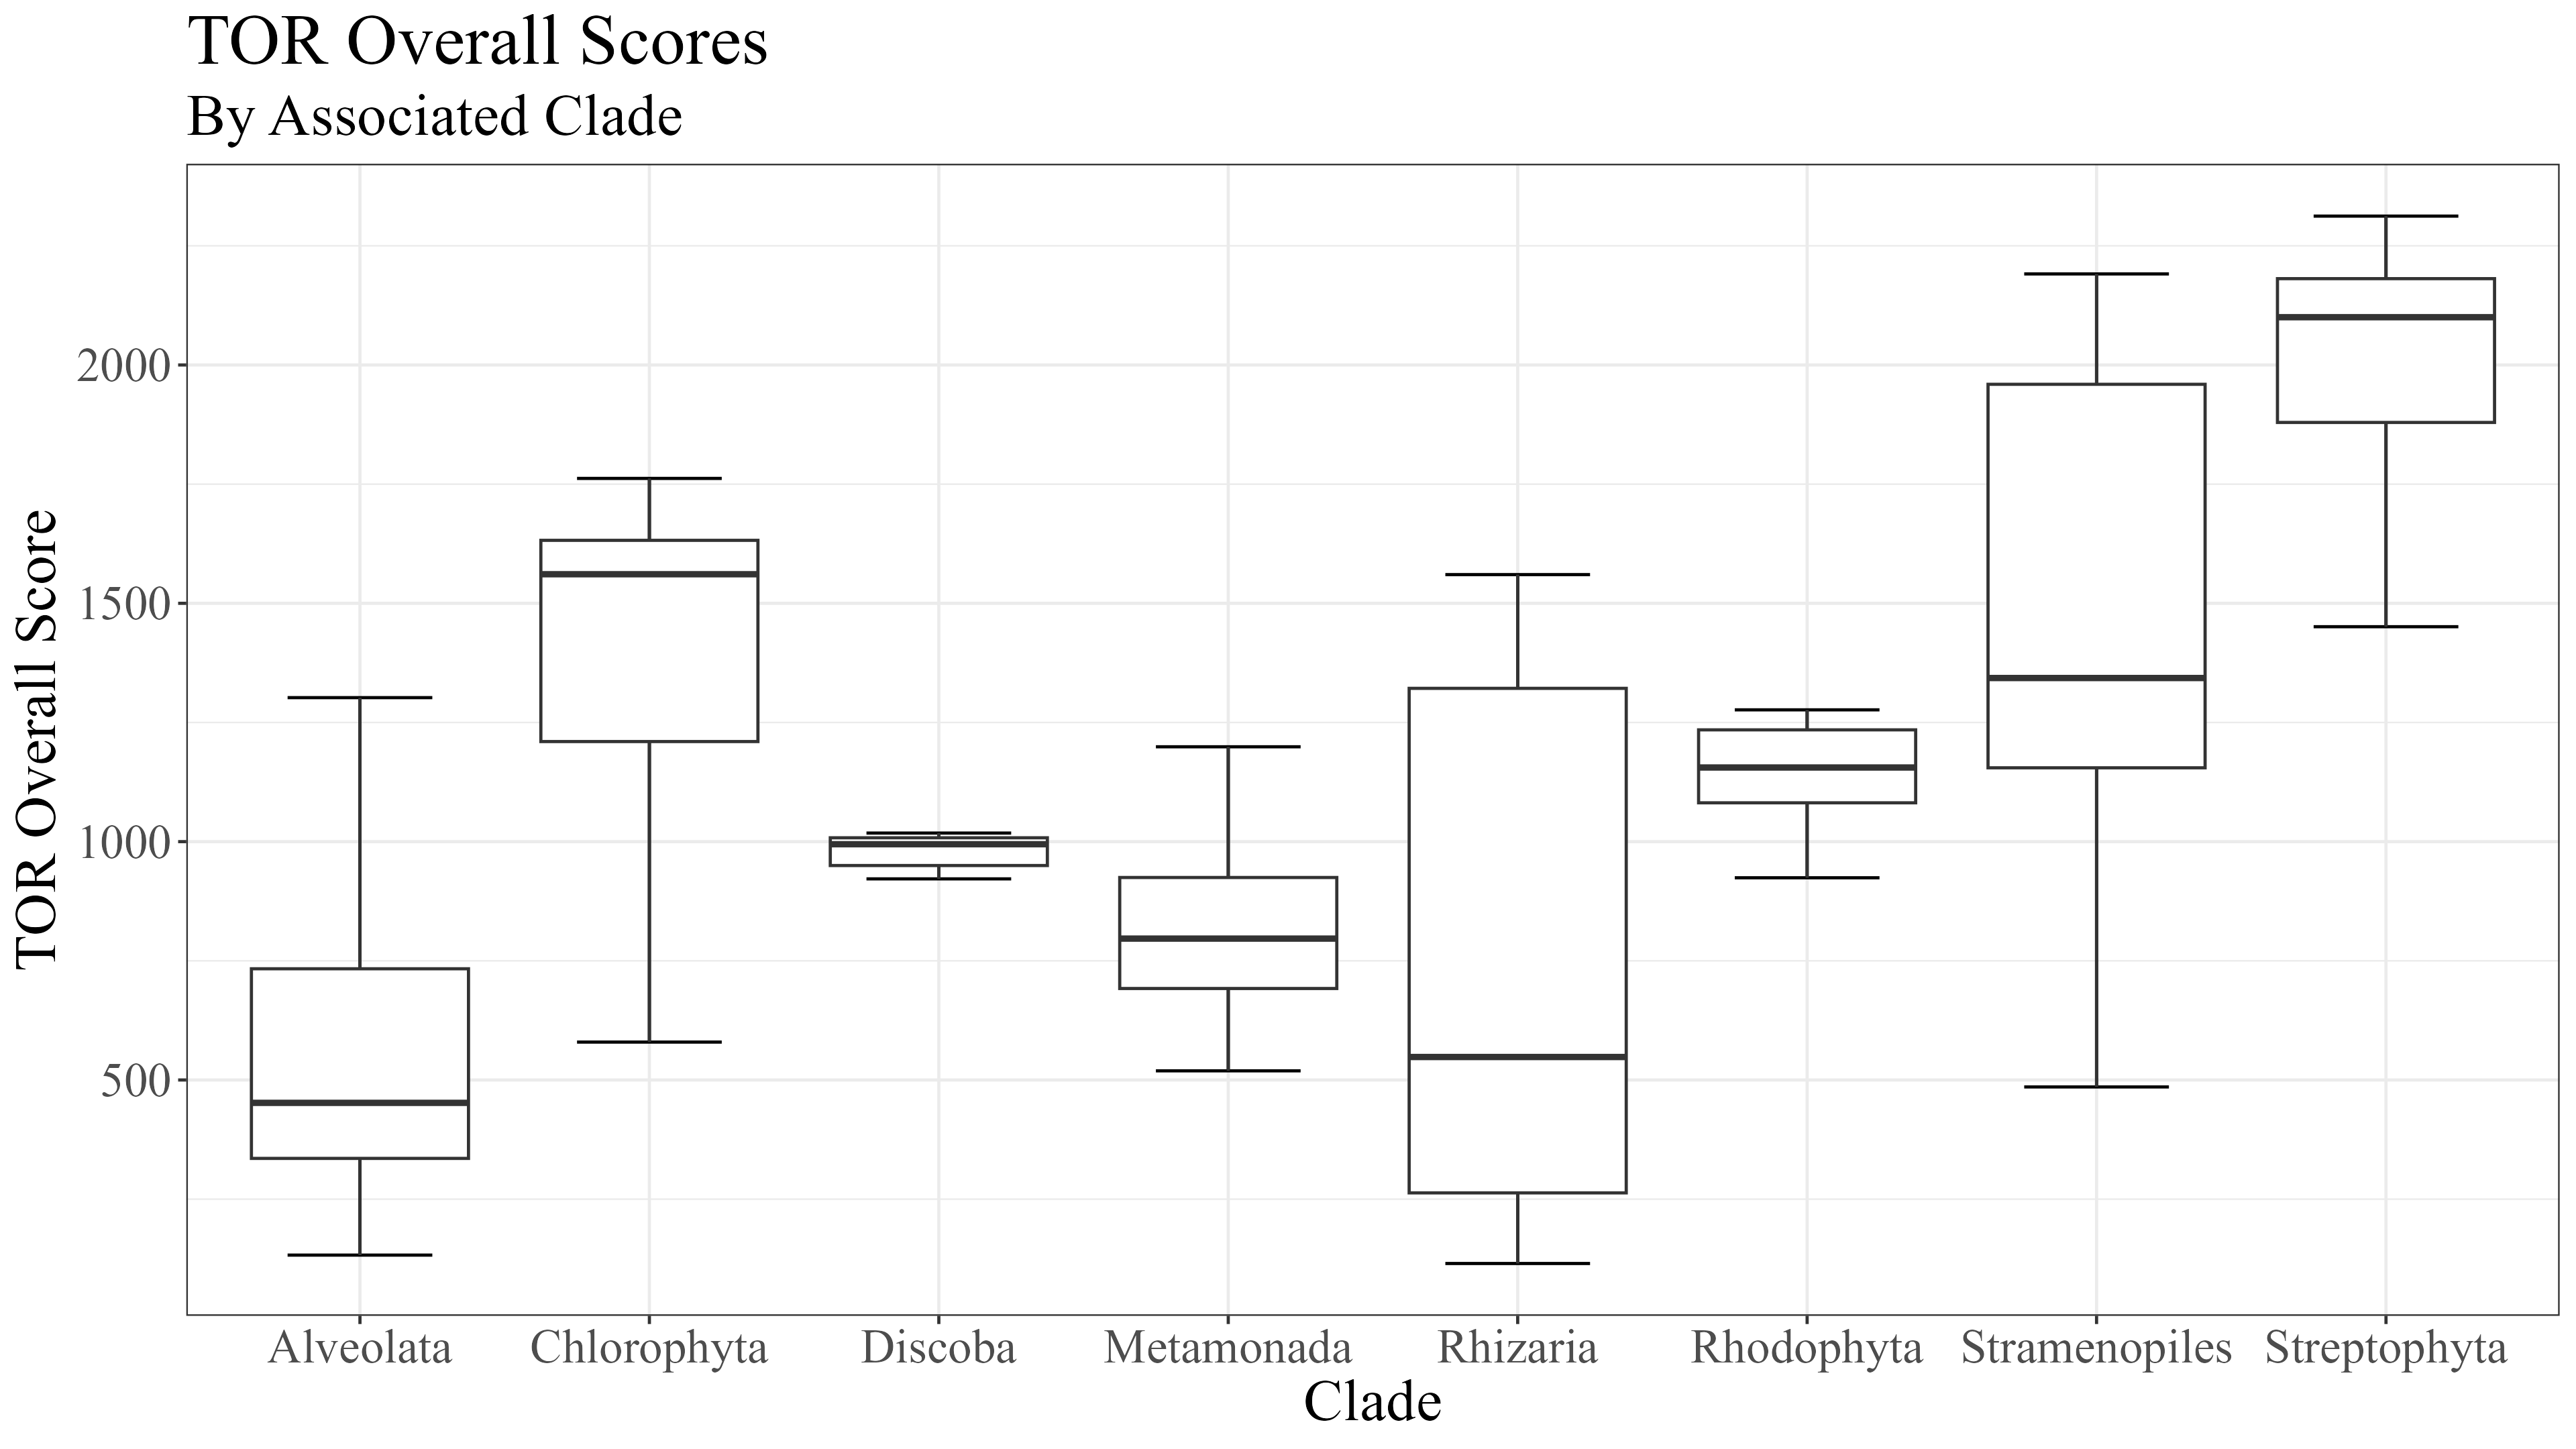 TOR Overall Scores
By Associated Clade
TOR Overall Score
2000
1500
1000
500
Alveolata Chlorophyta Discoba Metamonada Rhizaria Rhodophyta Stramenopiles Streptophyta
Clade